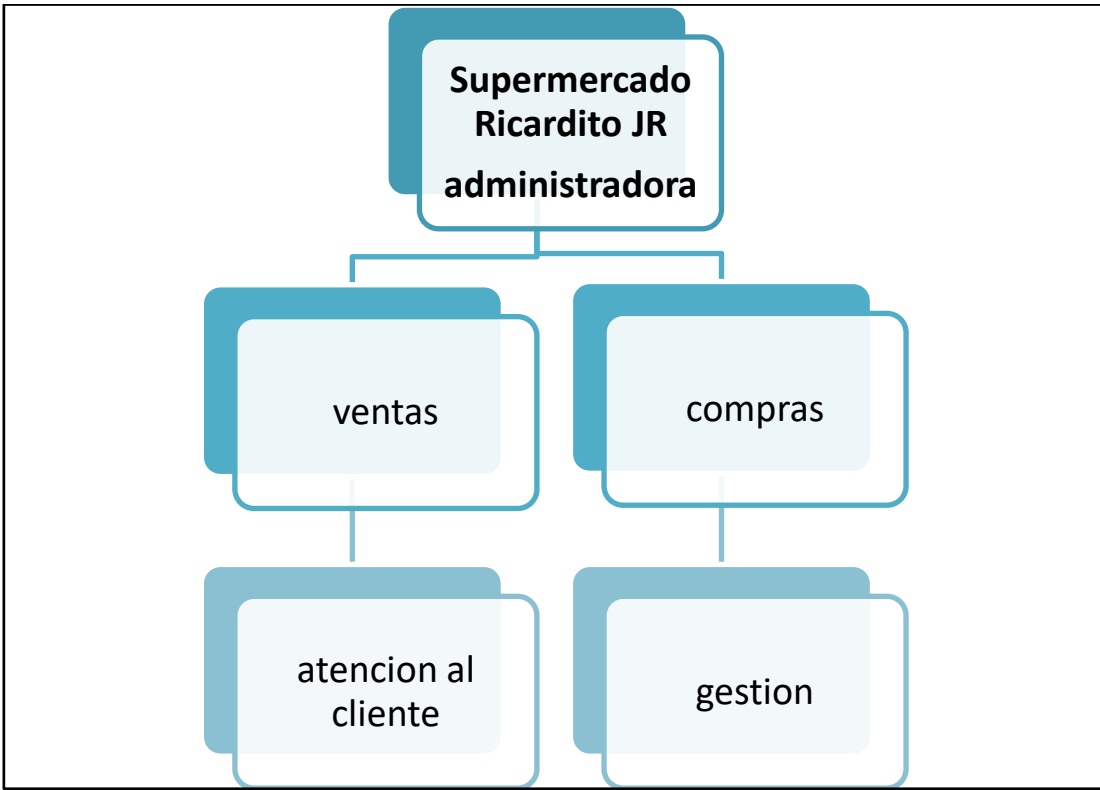 Supermercado
Ricardito JR
administradora
ventas
compras
atencion al
cliente
gestion